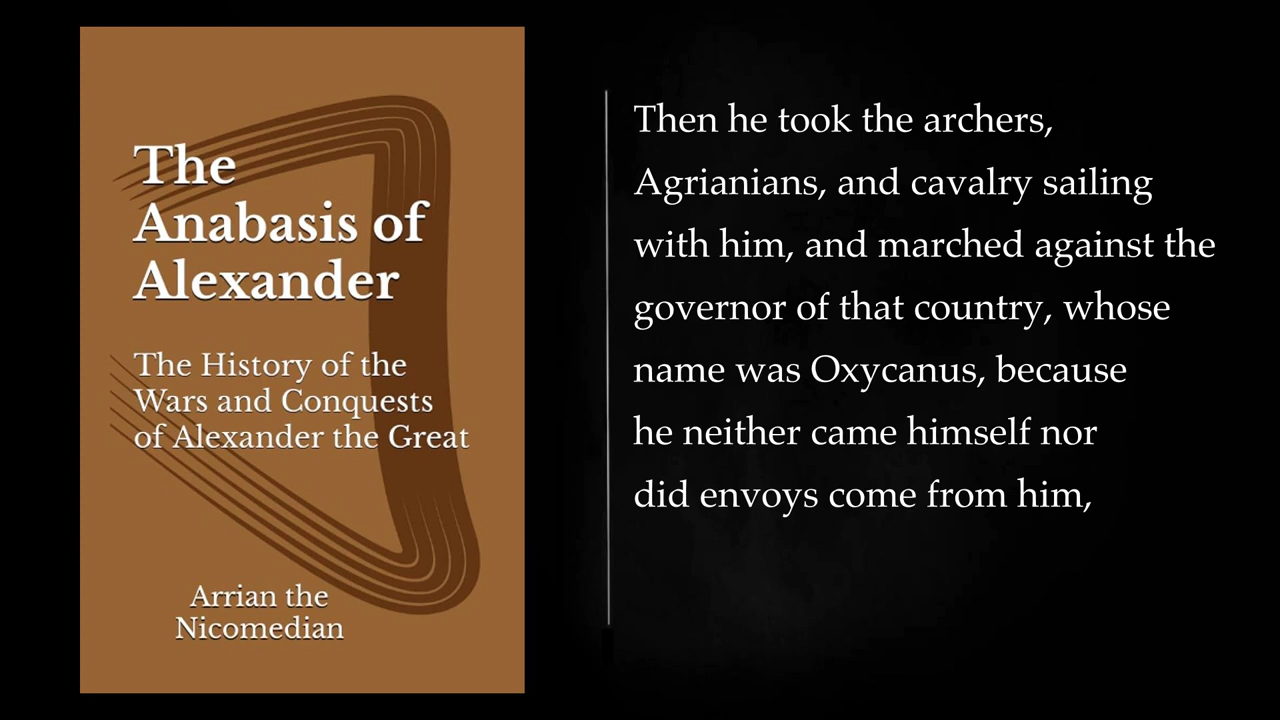 The
Anabasis of
Alexander
The History of the
Wars and Conquests
of Alexander the Great
Arrian the
Nicomedian
Then he took the archers,
Agrianians, and cavalry sailing
with him, and marched against the
governor of that country, whose
name was Oxycanus, because
he neither came himself nor
did envoys come from him,